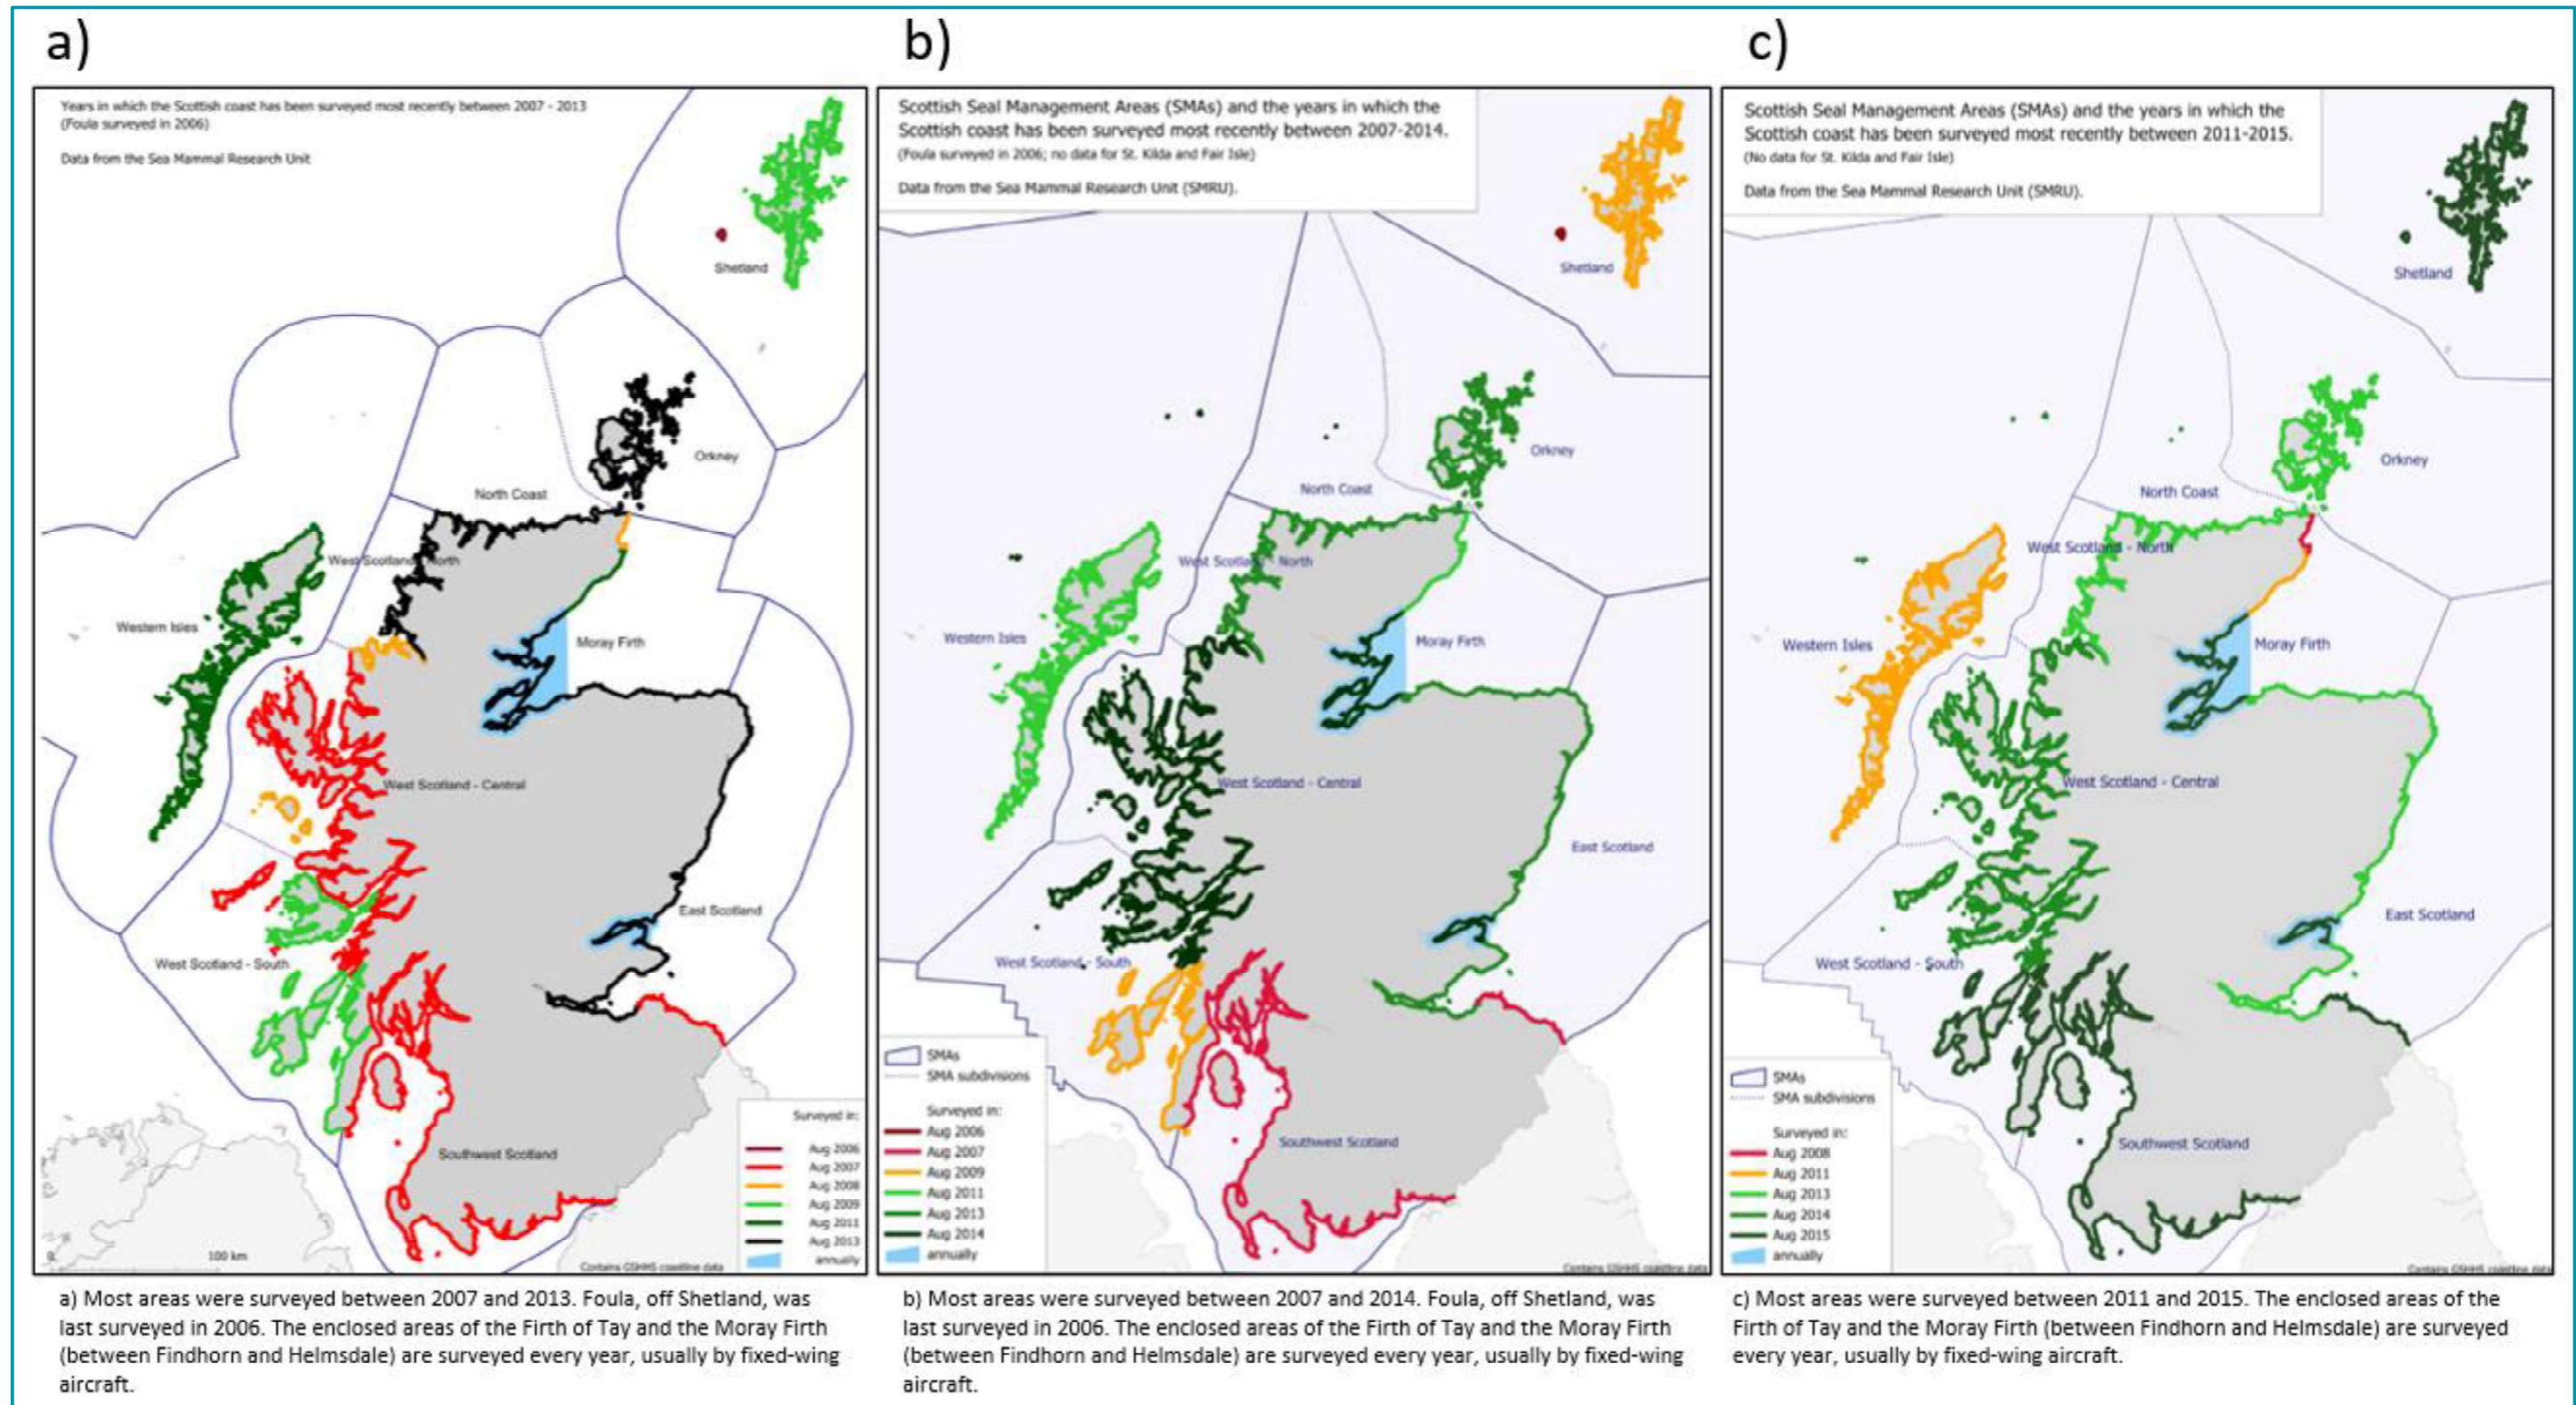 a)
Years in which the Scottish coast has been surveyed most recently between 2007 - 2013
(Foula surveyed in 2006)
Data from the Sea Mammal Research Unit
Shetland
Orkney
North Coast
West Scotland North
Western Isles
Moray Firth
West Scotland - Central
East Scotland
West Scotland - South
Southwest Scotland
Surveyed in:
Aug 2006
Aug 2007
Aug 2008
Aug 2009
Aug 2011
Aug 2013
annually
0 100 km
Contains GSHHS coastline data
a) Most areas were surveyed between 2007 and 2013. Foula, off Shetland, was
last surveyed in 2006. The enclosed areas of the Firth of Tay and the Moray Firth
(between Findhorn and Helmsdale) are surveyed every year, usually by fixed-wing
aircraft.
b)
Scottish Seal Management Areas (SMAs) and the years in which the
Scottish coast has been surveyed most recently between 2007-2014.
(Foula surveyed in 2006; no data for St. Kilda and Fair Isle)
Data from the Sea Mammal Research Unit (SMRU).
Shetland
Orkney
North Coast
West Scotland - North
Western Isles
Moray Firth
West Scotland - Central
East Scotland
West Scotland - South
Southwest Scotland
SMAs
SMA subdivisions
Surveyed in:
Aug 2006
Aug 2007
Aug 2009
Aug 2011
Aug 2013
Aug 2014
annually
Contains GSHHS coastline data
b) Most areas were surveyed between 2007 and 2014. Foula, off Shetland, was
last surveyed in 2006. The enclosed areas of the Firth of Tay and the Moray Firth
(between Findhorn and Helmsdale) are surveyed every year, usually by fixed-wing
aircraft.
c)
Scottish Seal Management Areas (SMAs) and the years in which the
Scottish coast has been surveyed most recently between 2011-2015.
(No data for St. Kilda and Fair Isle)
Data from the Sea Mammal Research Unit (SMRU).
Shetland
Orkney
North Coast
West Scotland - North
Western Isles
Moray Firth
West Scotland - Central
East Scotland
West Scotland - South
Southwest Scotland
SMAs
SMA subdivisions
Surveyed in:
Aug 2008
Aug 2011
Aug 2013
Aug 2014
Aug 2015
annually
Contains GSHHS coastline data
c) Most areas were surveyed between 2011 and 2015. The enclosed areas of the
Firth of Tay and the Moray Firth (between Findhorn and Helmsdale) are surveyed
every year, usually by fixed-wing aircraft.